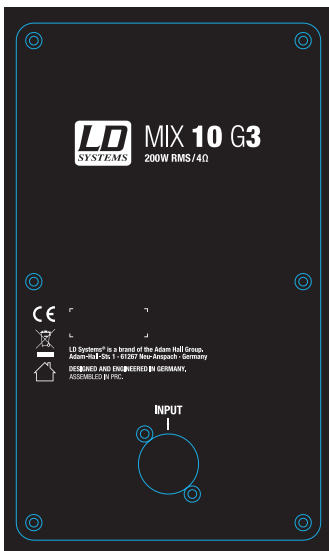 LD
SYSTEMS
MIX 10 G3
200W RMS/4Ω
CE
LD Systems® is a brand of the Adam Hall Group.
Adam-Hall-Str. 1 · 61267 Neu-Anspach · Germany
DESIGNED AND ENGINEERED IN GERMANY,
ASSEMBLED IN PRC.
INPUT